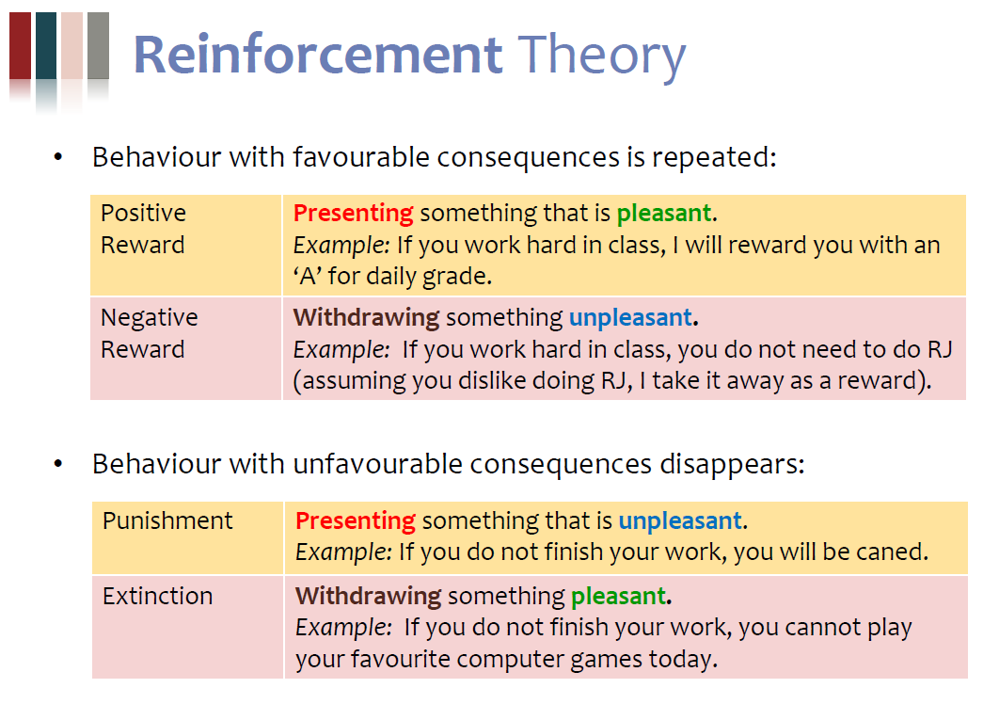 Reinforcement Theory
• Behaviour with favourable consequences is repeated:
Positive
Reward
Presenting something that is pleasant.
Example: If you work hard in class, I will reward you with an
‘A’ for daily grade.
Negative
Reward
Withdrawing something unpleasant.
Example: If you work hard in class, you do not need to do RJ
(assuming you dislike doing RJ, I take it away as a reward).
• Behaviour with unfavourable consequences disappears:
Punishment
Presenting something that is unpleasant.
Example: If you do not finish your work, you will be caned.
Extinction
Withdrawing something pleasant.
Example: If you do not finish your work, you cannot play
your favourite computer games today.